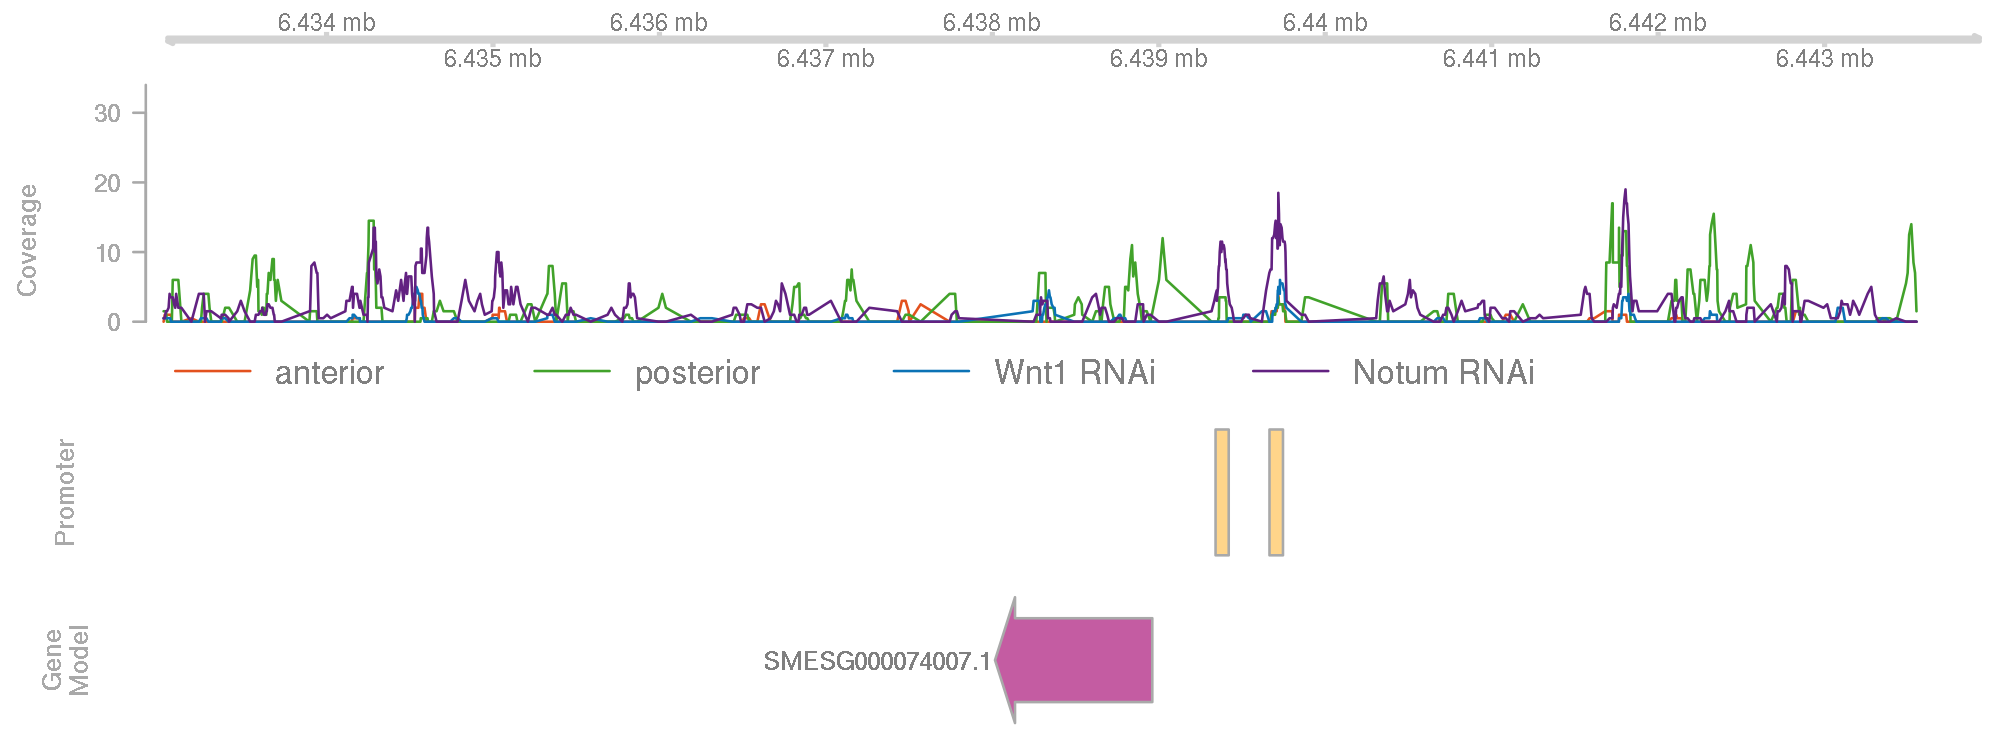 6.434 mb 6.436 mb 6.438 mb 6.44 mb 6.442 mb
6.435 mb 6.437 mb 6.439 mb 6.441 mb 6.443 mb
Coverage
30
20
10
0
anterior posterior Wnt1 RNAi Notum RNAi
Promoter
Gene
Model
SMESG000074007.1